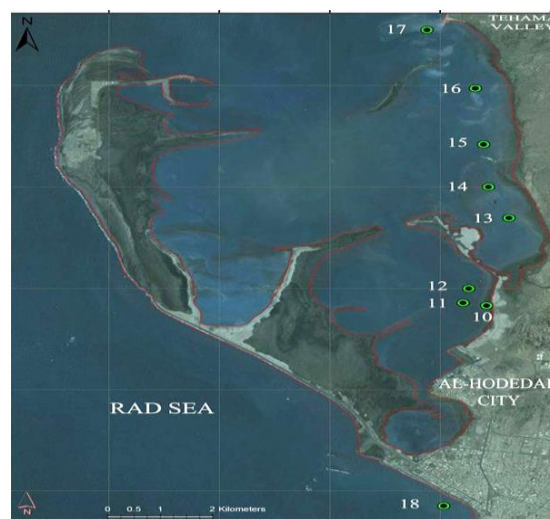 N
TEHAMA
VALLEY
17
16
15
14
13
12
11
10
AL-HODEDAH
CITY
RAD SEA
18
N
0 0.5 1 2 Kilometers